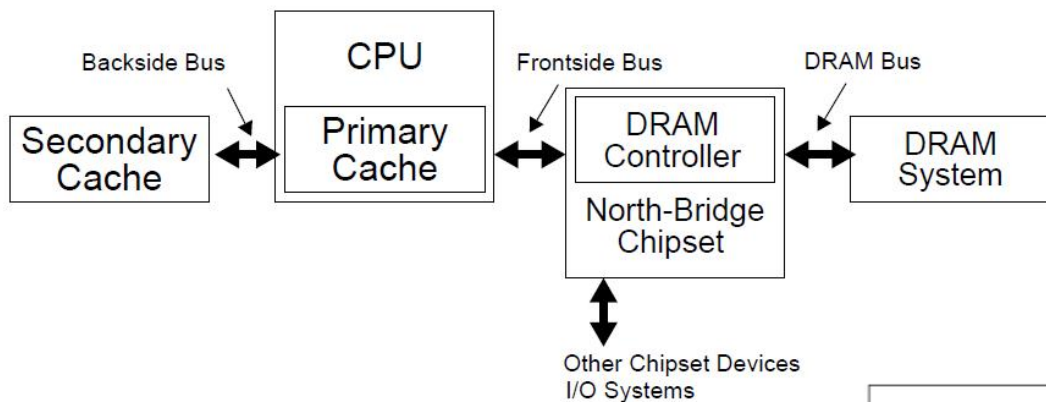 Backside Bus
CPU
Frontside Bus
DRAM Bus
Secondary
Cache
Primary
Cache
DRAM
Controller
North-Bridge
Chipset
DRAM
System
Other Chipset Devices
I/O Systems